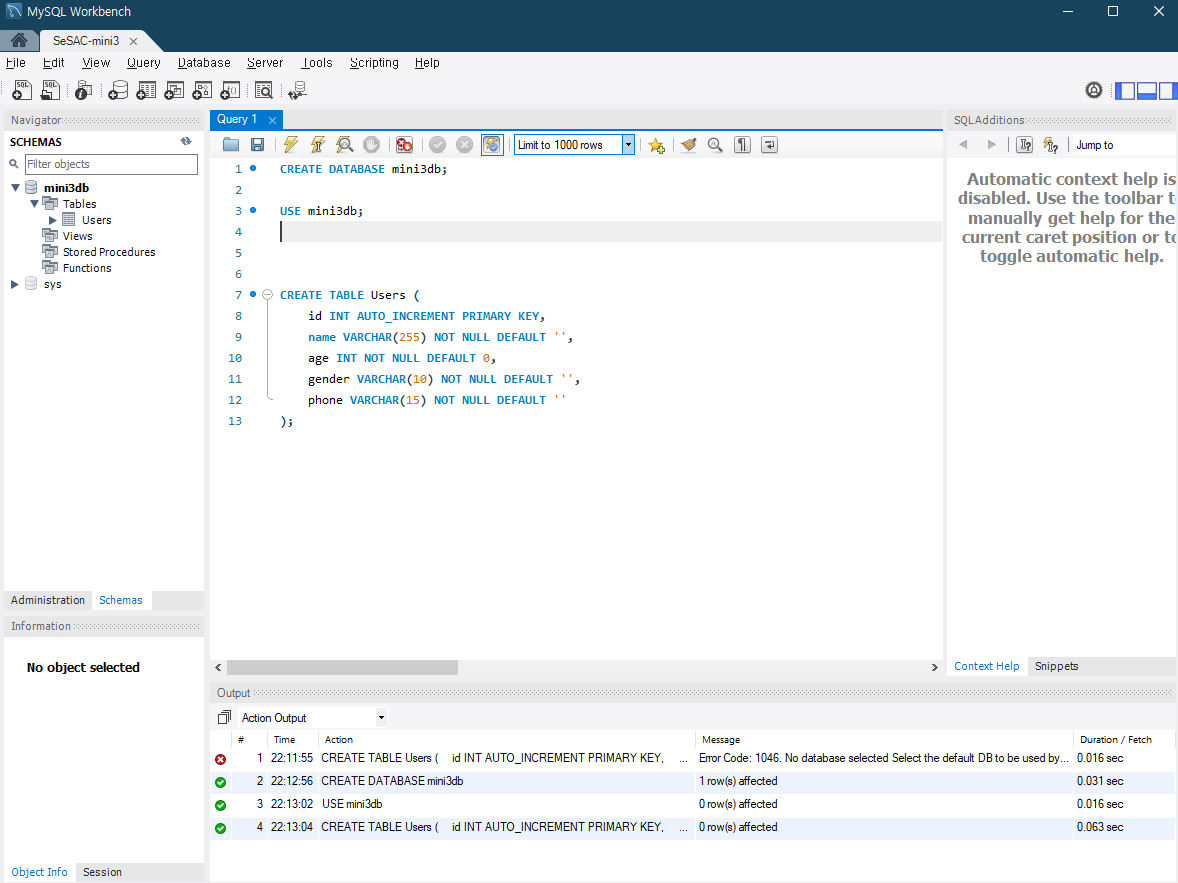 MySQL Workbench
SeSAC-mini3
File Edit View Query Database Server Tools Scripting Help
Navigator
SCHEMAS
Filter objects
mini3db
Tables
Users
Views
Stored Procedures
Functions
sys
Administration Schemas
Information
No object selected
Object Info Session
Query 1
Limit to 1000 rows
1 CREATE DATABASE mini3db;
2
3 USE mini3db;
4
5
6
7 CREATE TABLE Users (
8 id INT AUTO_INCREMENT PRIMARY KEY,
9 name VARCHAR(255) NOT NULL DEFAULT '',
10 age INT NOT NULL DEFAULT 0,
11 gender VARCHAR(10) NOT NULL DEFAULT '',
12 phone VARCHAR(15) NOT NULL DEFAULT ''
13 );
SQLAdditions
Jump to
Automatic context help is
disabled. Use the toolbar t
manually get help for the
current caret position or to
toggle automatic help.
Context Help Snippets
Output
Action Output
# Time Action Message Duration / Fetch
1 22:11:55 CREATE TABLE Users ( id INT AUTO_INCREMENT PRIMARY KEY, ... Error Code: 1046. No database selected Select the default DB to be used by... 0.016 sec
2 22:12:56 CREATE DATABASE mini3db 1 row(s) affected 0.031 sec
3 22:13:02 USE mini3db 0 row(s) affected 0.016 sec
4 22:13:04 CREATE TABLE Users ( id INT AUTO_INCREMENT PRIMARY KEY, ... 0 row(s) affected 0.063 sec